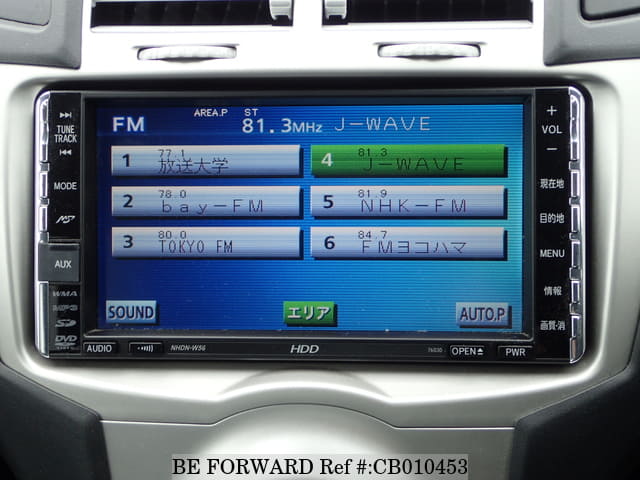 TUNE
TRACK
MODE
AUX
WMA
MP3
SD
DVD
AREA.P ST
FM 81.3MHz J-WAVE
1 77.1 放送大学
4 81.3 J-WAVE
2 78.0 bay-FM
5 81.9 NHK-FM
3 80.0 TOKYO FM
6 84.7 FMヨコハマ
SOUND エリア AUTO.P
+
VOL
-
現在地
目的地
MENU
情報
画質・消
AUDIO NHDN-W56 HDD 76030 OPEN PWR
BE FORWARD Ref #:CB010453